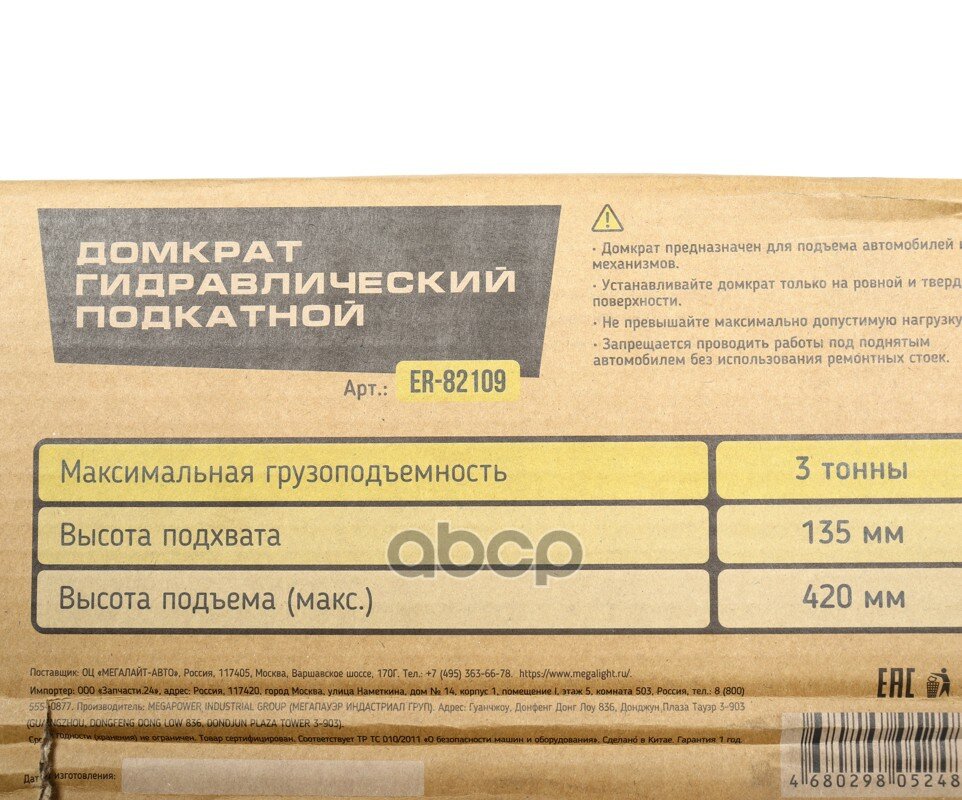 ДОМКРАТ
ГИДРАВЛИЧЕСКИЙ
ПОДКАТНОЙ
Арт.: ER-82109
· Домкрат предназначен для подъема автомобилей и
механизмов.
· Устанавливайте домкрат только на ровной и тверд
поверхности.
· Не превышайте максимально допустимую нагрузку
· Запрещается проводить работы под поднятым
автомобилем без использования ремонтных стоек.
Максимальная грузоподъемность 3 тонны
Высота подхвата 135 мм
Высота подъема (макс.) 420 мм
abcp
Поставщик: ОЦ «МЕГАЛАЙТ-АВТО», Россия, 117405, Москва, Варшавское шоссе, 170Г. Тел.: +7 (495) 363-66-78. https://www.megalight.ru/.
Импортер: ООО «Запчасти.24», адрес: Россия, 117420, город Москва, улица Наметкина, дом № 14, корпус 1, помещение I, этаж 5, комната 503, Россия, тел.: 8 (800)
555-0877. Производитель: MEGAPOWER INDUSTRIAL GROUP (МЕГАПАУЭР ИНДАСТРИАЛ ГРУП). Адрес: Гуанчжоу, Донфенг Донг Лоу 836, Донджун Плаза Тауэр 3-903
(GUANGZHOU, DONGFENG DONG LOW 836, DONDJUN PLAZA TOWER 3-903).
Срок годности (хранения) не ограничен. Товар сертифицирован. Соответствует ТР ТС 010/2011 «О безопасности машин и оборудования». Сделано в Китае. Гарантия 1 год.
Дата изготовления:
EAC
4 680298 05248